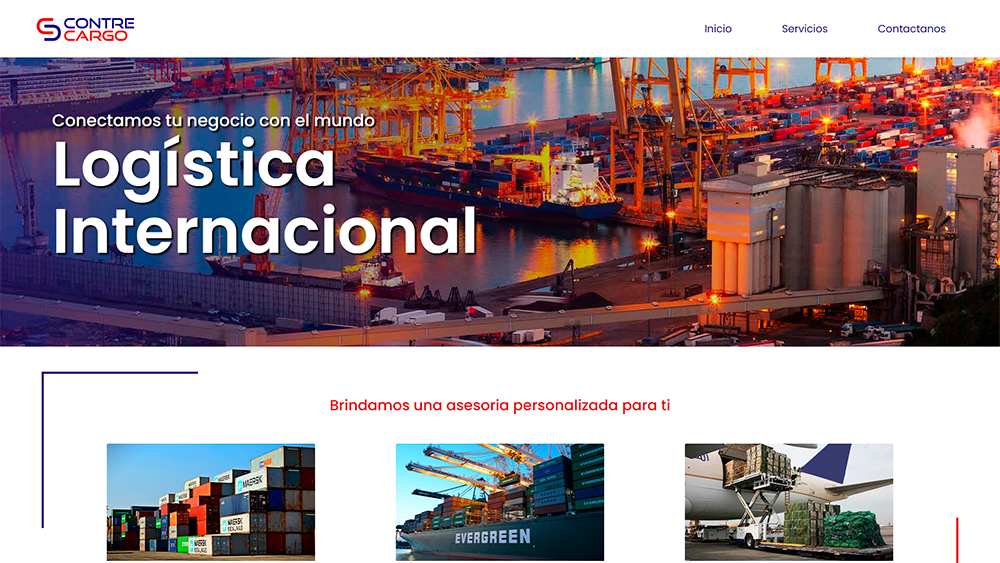 CONTRE
CARGO
Inicio
Servicios
Contactanos
Conectamos tu negocio con el mundo
Logística
Internacional
Brindamos una asesoria personalizada para ti
MAERSK
MAERSK
SEALAND
EVERGREEN